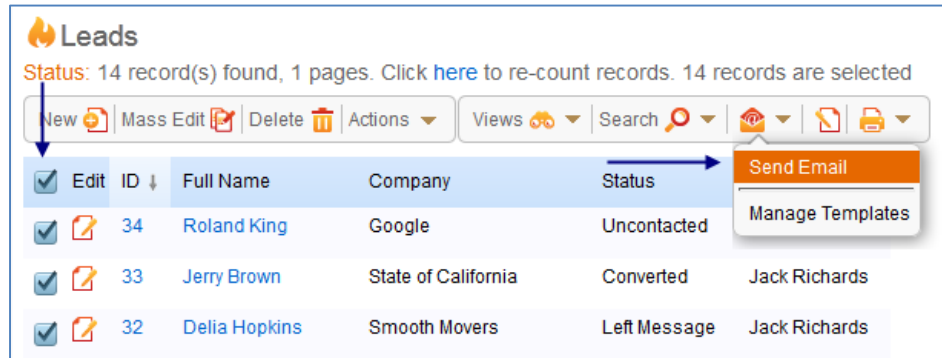 Leads
Status: 14 record(s) found, 1 pages. Click here to re-count records. 14 records are selected
New Mass Edit Delete Actions Views Search
Send Email
Manage Templates
Edit ID Full Name Company Status
34 Roland King Google Uncontacted
33 Jerry Brown State of California Converted Jack Richards
32 Delia Hopkins Smooth Movers Left Message Jack Richards